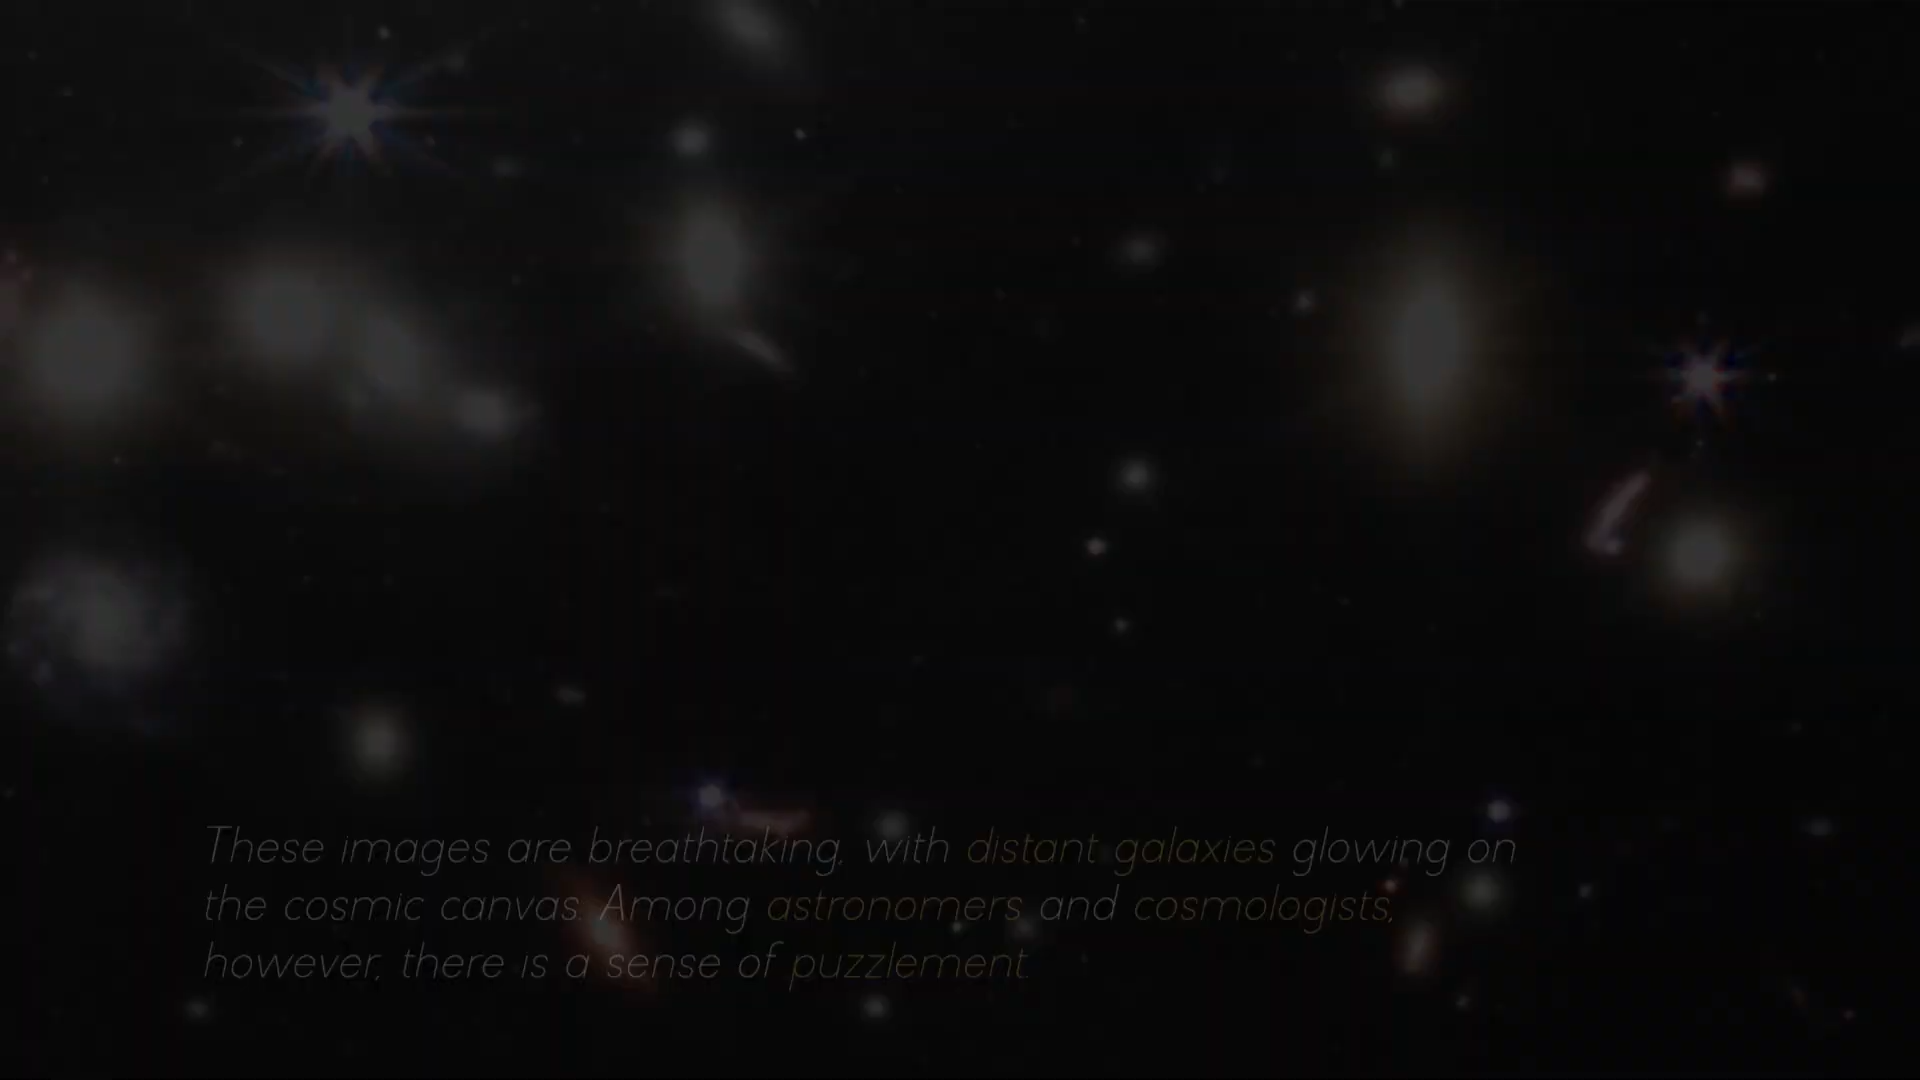 These images are breathtaking, with distant galaxies glowing on
the cosmic canvas. Among astronomers and cosmologists,
however, there is a sense of puzzlement.